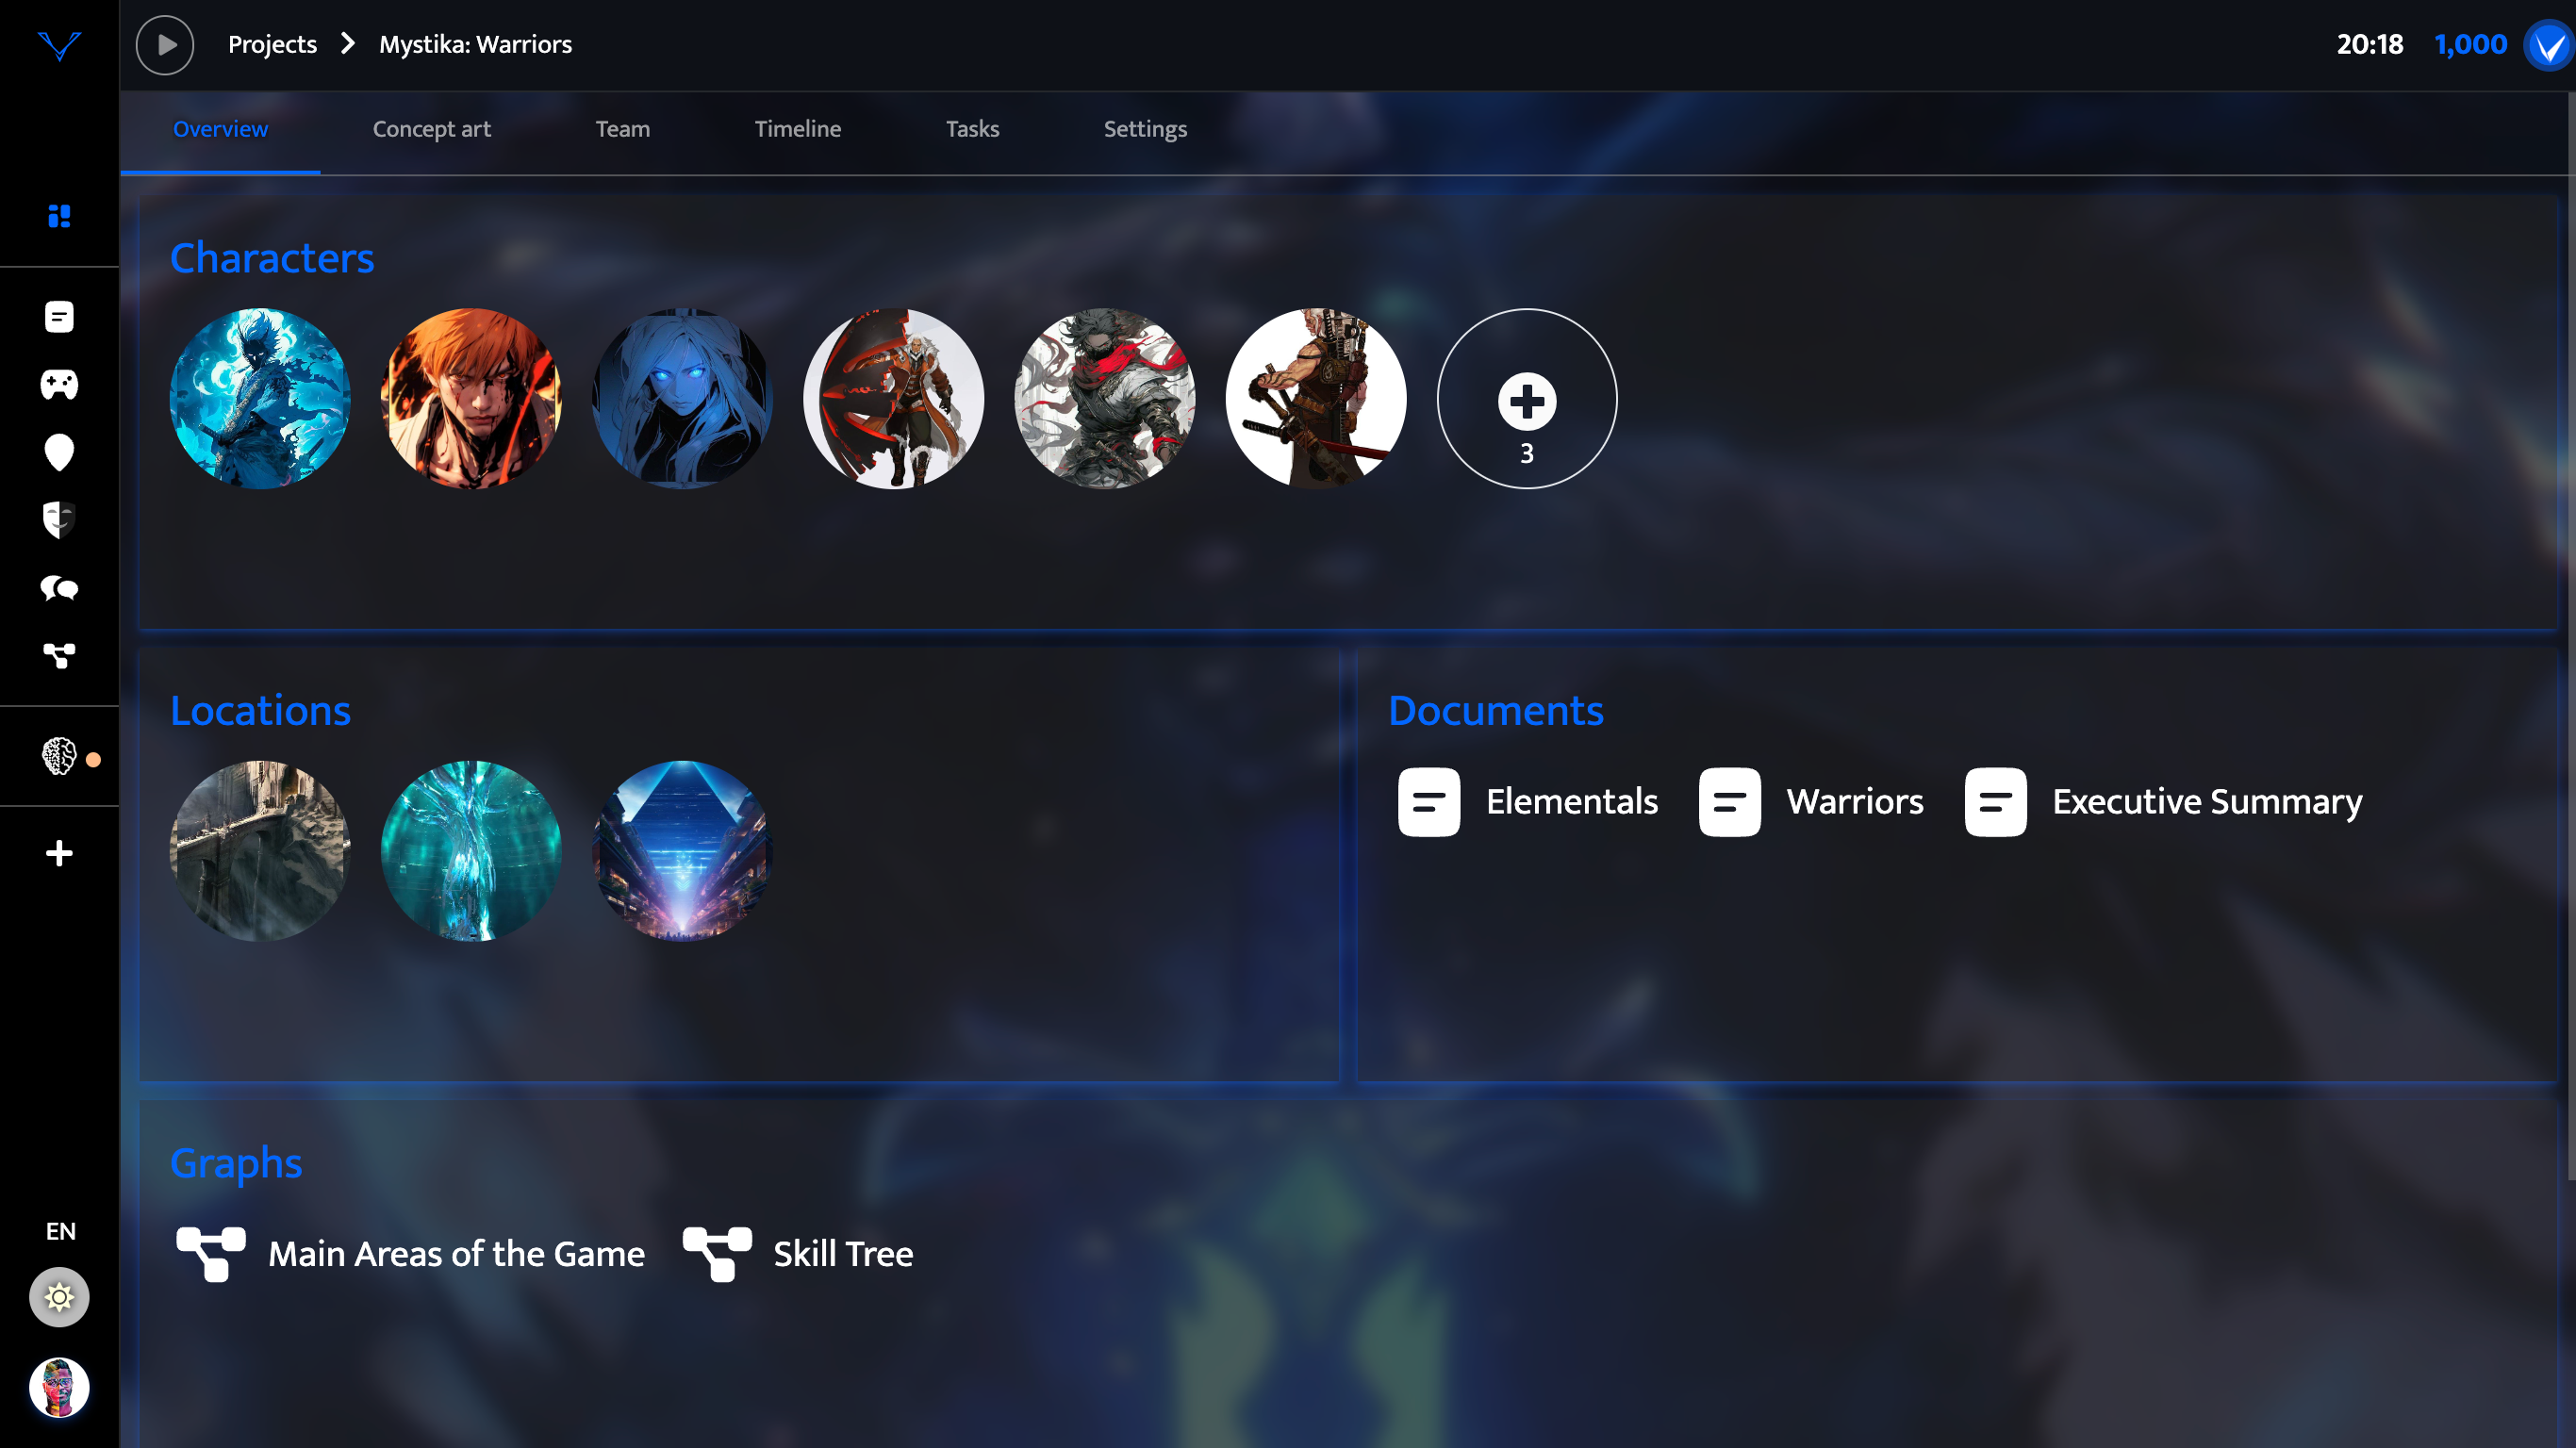 Projects Mystika: Warriors 20:18 1,000
Overview Concept art Team Timeline Tasks Settings
Characters
3
Locations
Documents
Elementals Warriors Executive Summary
Graphs
Main Areas of the Game Skill Tree
EN